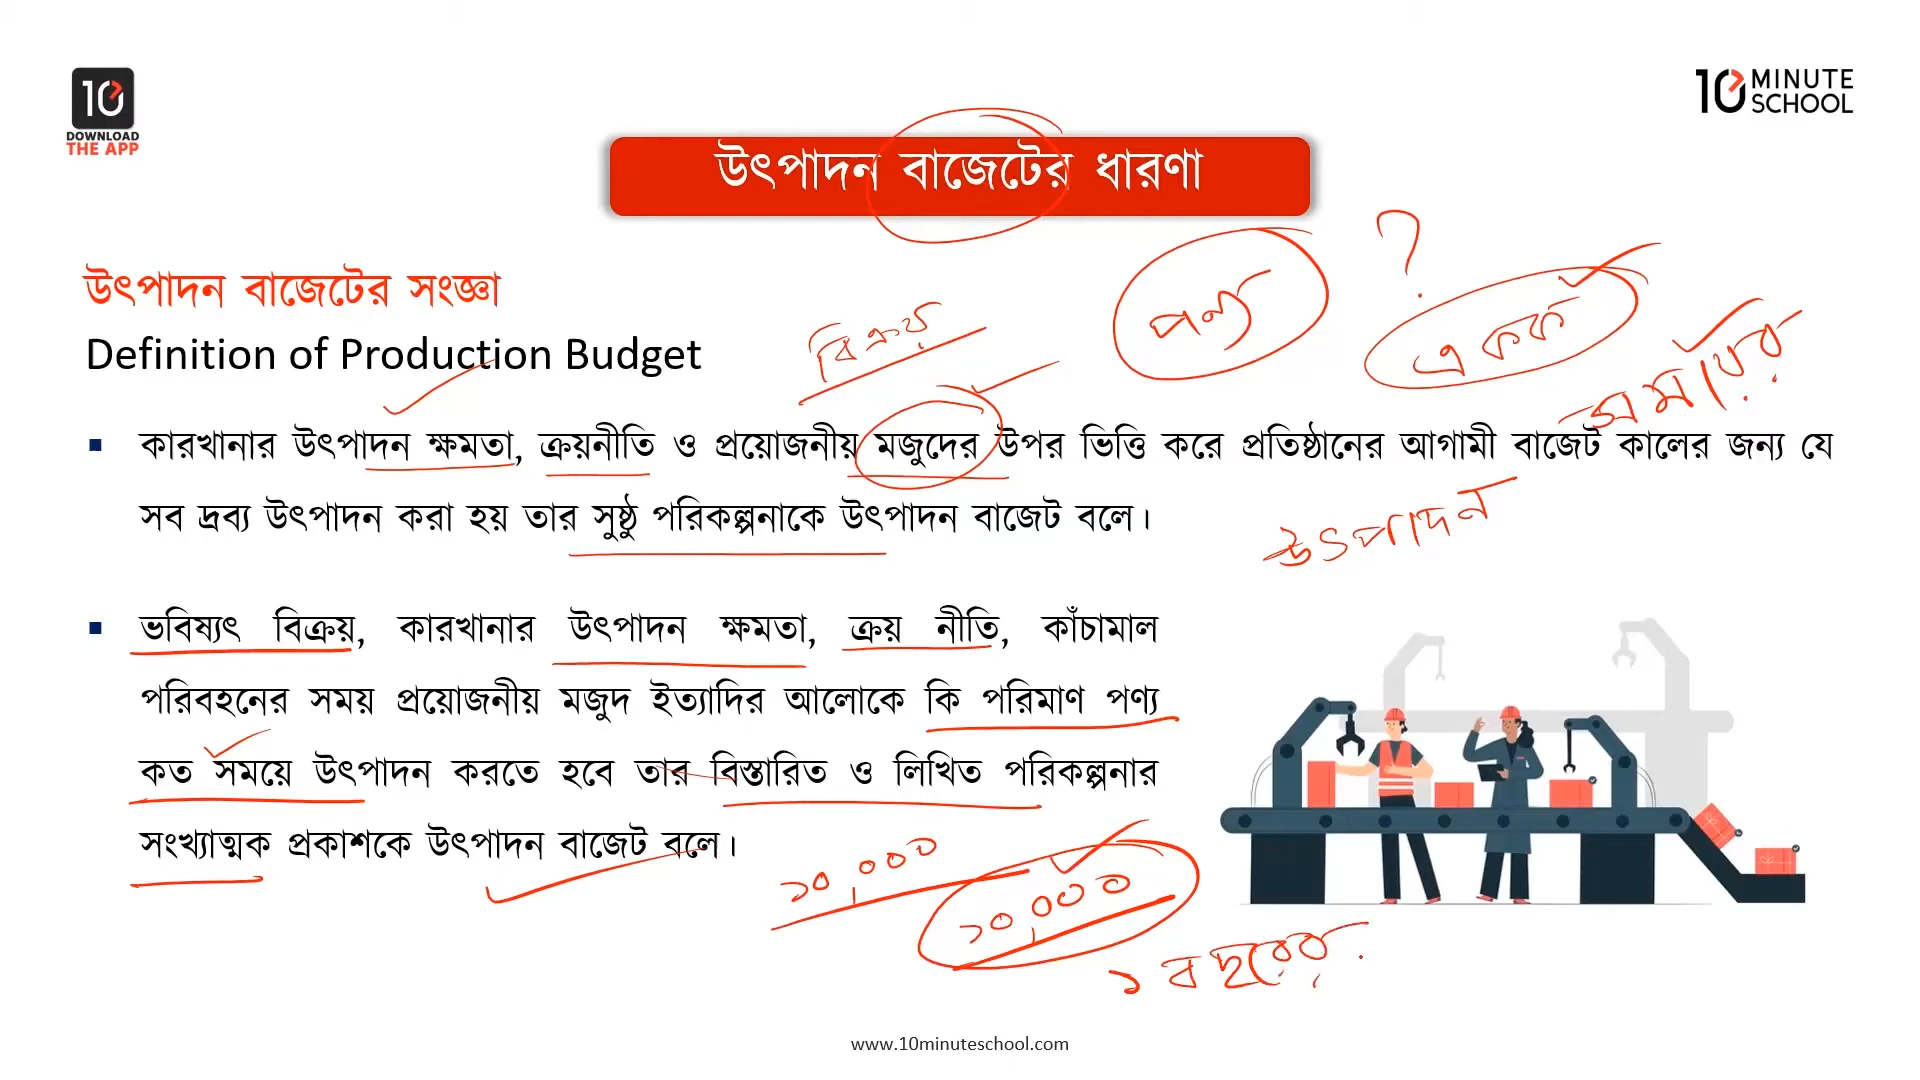 10
DOWNLOAD
THE APP
10 MINUTE
SCHOOL
উৎপাদন বাজেটের ধারণা
উৎপাদন বাজেটের সংজ্ঞা
Definition of Production Budget
বিক্রয়
পণ্য
?
একক
সময়ের
কারখানার উৎপাদন ক্ষমতা, ক্রয়নীতি ও প্রয়োজনীয় মজুদের উপর ভিত্তি করে প্রতিষ্ঠানের আগামী বাজেট কালের জন্য যে
সব দ্রব্য উৎপাদন করা হয় তার সুষ্ঠু পরিকল্পনাকে উৎপাদন বাজেট বলে।
উৎপাদন
ভবিষ্যৎ বিক্রয়, কারখানার উৎপাদন ক্ষমতা, ক্রয় নীতি, কাঁচামাল
পরিবহনের সময় প্রয়োজনীয় মজুদ ইত্যাদির আলোকে কি পরিমাণ পণ্য
কত সময়ে উৎপাদন করতে হবে তার বিস্তারিত ও লিখিত পরিকল্পনার
সংখ্যাত্মক প্রকাশকে উৎপাদন বাজেট বলে।
১০,০০০
১০,০০০
১ বছরের
www.10minuteschool.com